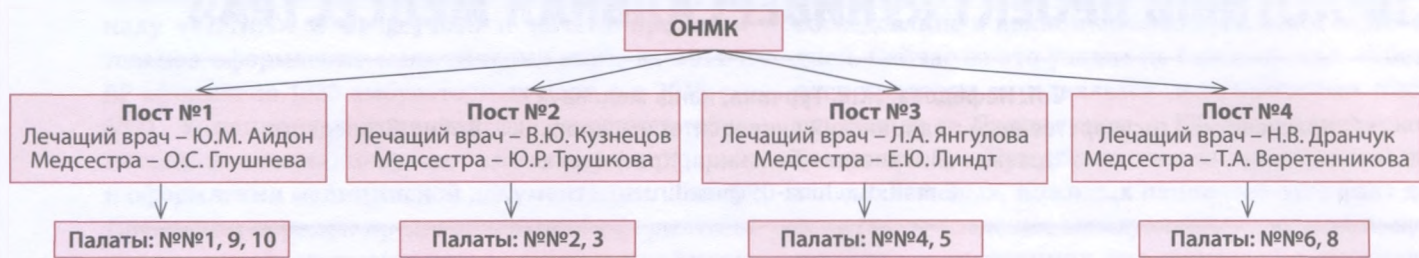 ОНМК
Пост №1
Лечащий врач – Ю.М. Айдова
Медсестра – О.С. Глушнева
Пост №2
Лечащий врач – В.Ю. Кузнецов
Медсестра – Ю.Р. Трушкова
Пост №3
Лечащий врач – Л.А. Янгулова
Медсестра – Е.Ю. Линдт
Пост №4
Лечащий врач – Н.В. Дранчук
Медсестра – Т.А. Веретенникова
Палаты: №№1, 9, 10
Палаты: №№2, 3
Палаты: №№4, 5
Палаты: №№6, 8